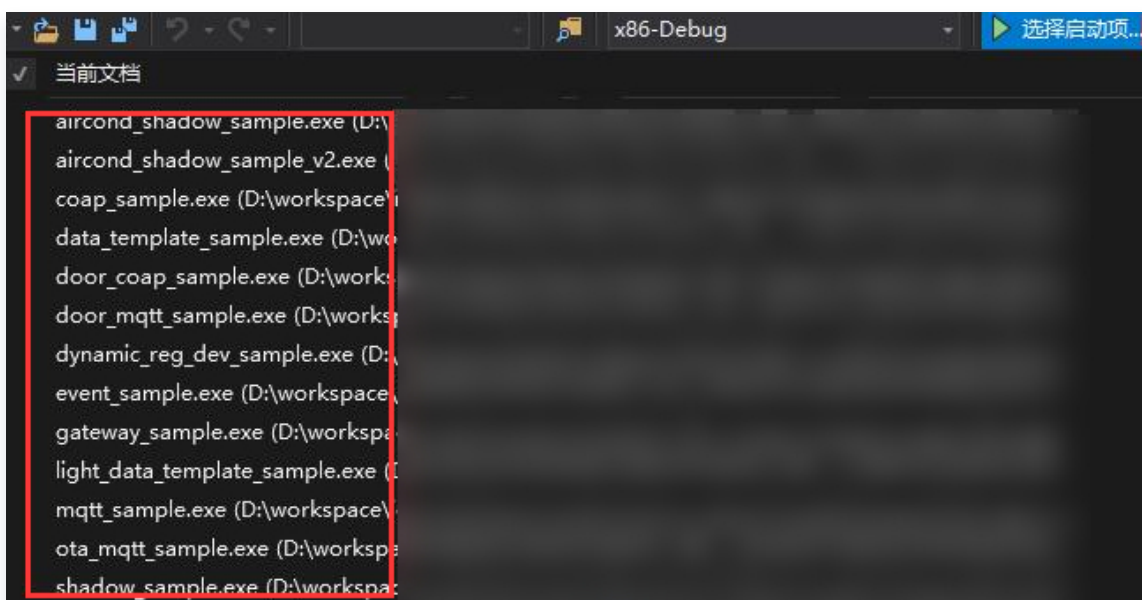 x86-Debug 选择启动项...
当前文档
aircond_shadow_sample.exe (D:\
aircond_shadow_sample_v2.exe (
coap_sample.exe (D:\workspace\
data_template_sample.exe (D:\wo
door_coap_sample.exe (D:\works
door_mqtt_sample.exe (D:\works
dynamic_reg_dev_sample.exe (D:\
event_sample.exe (D:\workspace\
gateway_sample.exe (D:\workspa
light_data_template_sample.exe (
mqtt_sample.exe (D:\workspace\
ota_mqtt_sample.exe (D:\workspa
shadow_sample.exe (D:\workspac